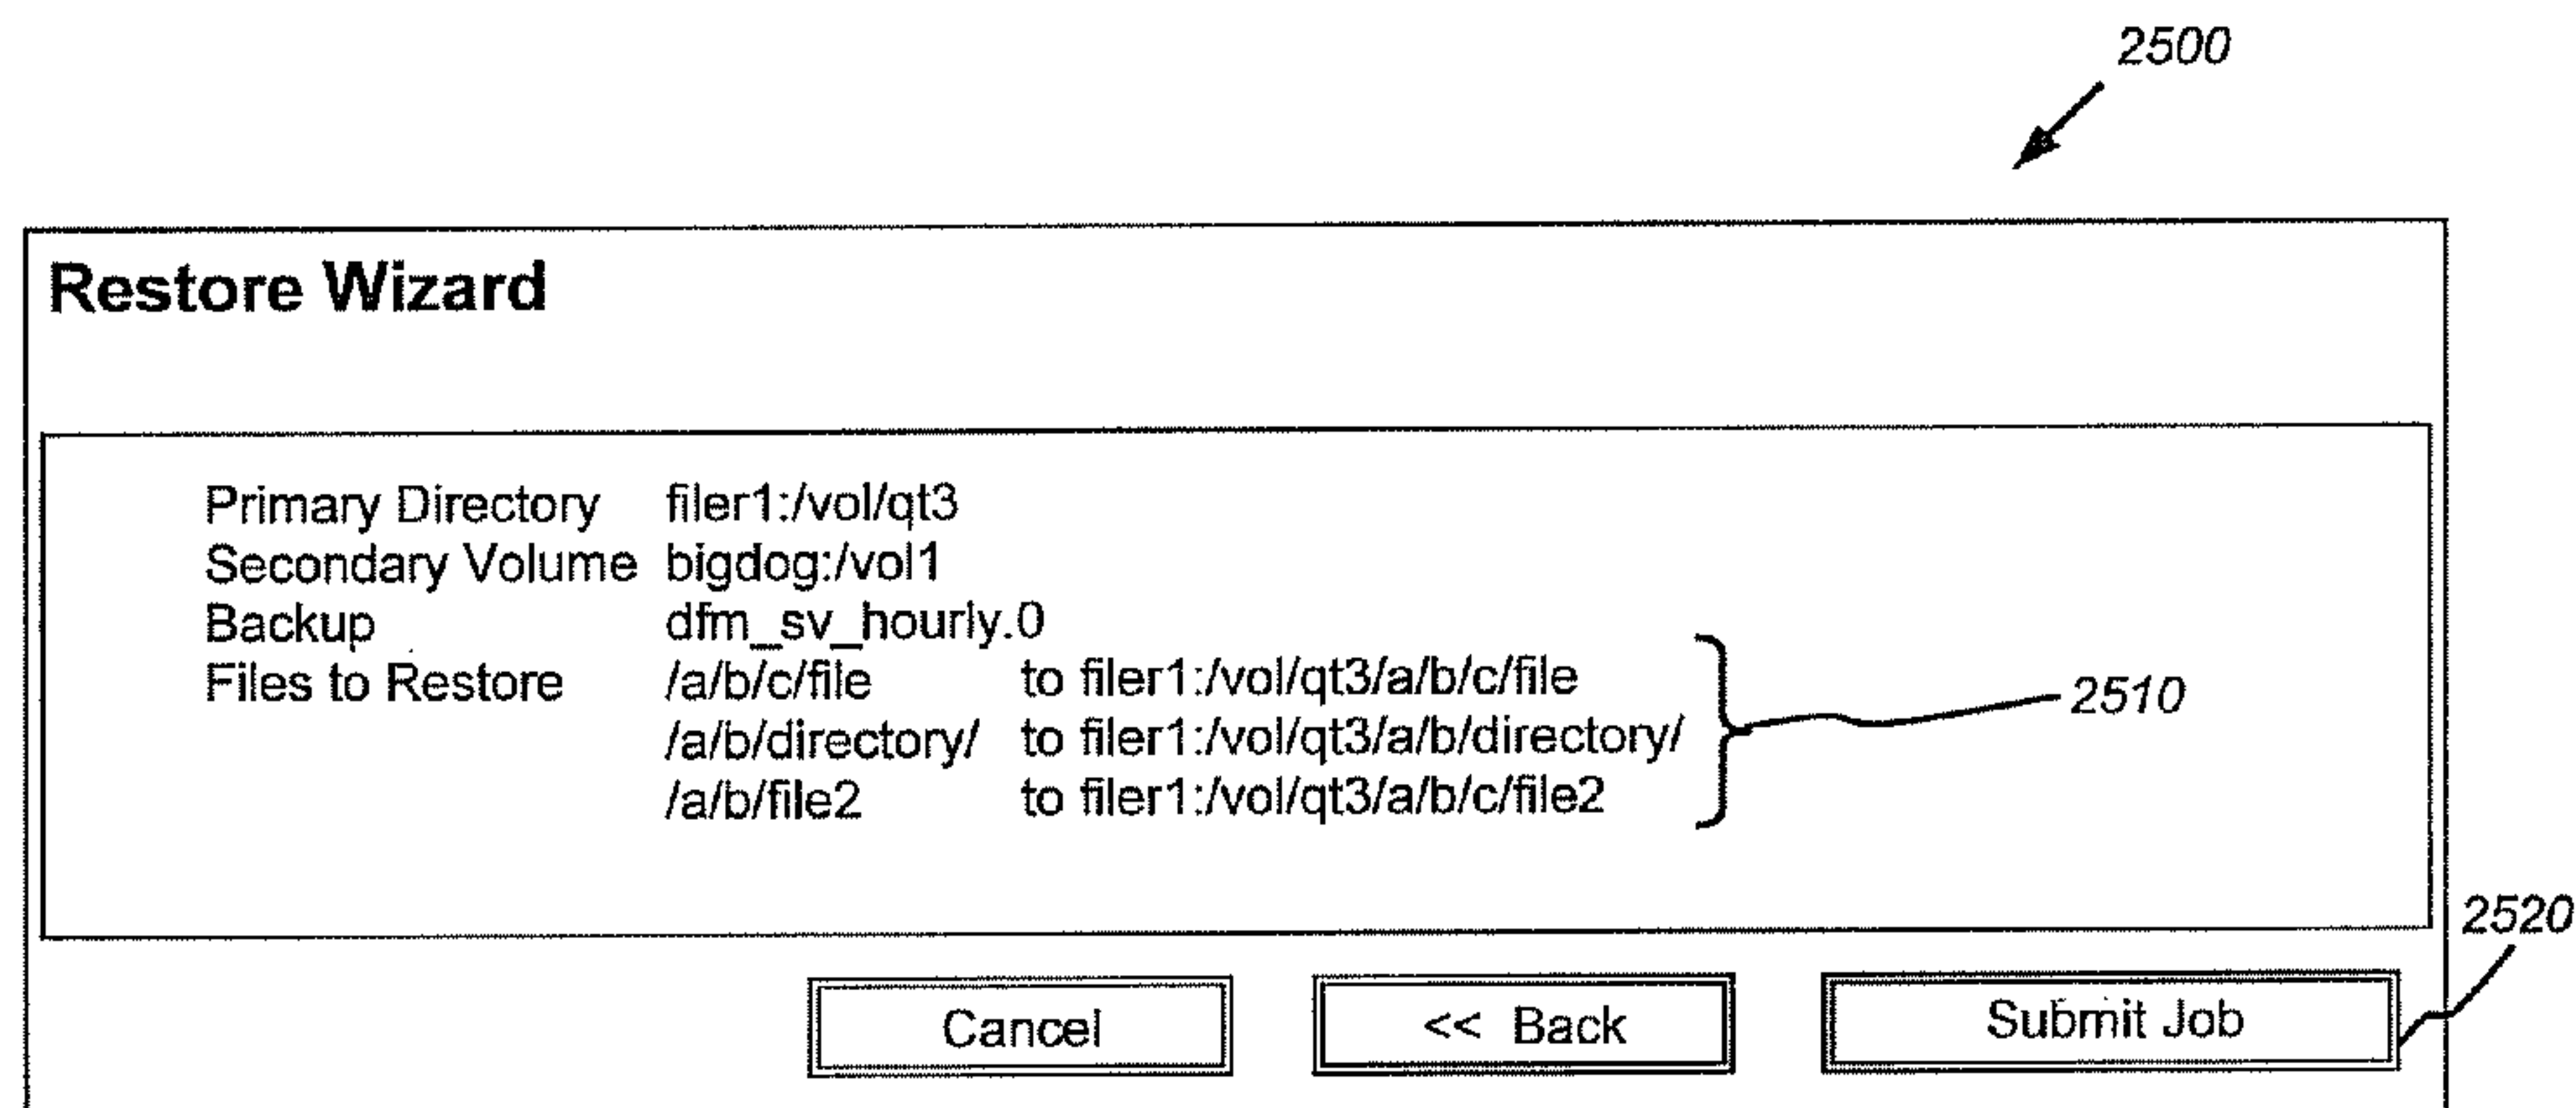 2500
Restore Wizard
Primary Directory filer1:/vol/qt3
Secondary Volume bigdog:/vol1
Backup dfm_sv_hourly.0
Files to Restore /a/b/c/file to filer1:/vol/qt3/a/b/c/file
/a/b/directory/ to filer1:/vol/qt3/a/b/directory/
/a/b/file2 to filer1:/vol/qt3/a/b/c/file2
2510
2520
Cancel << Back Submit Job